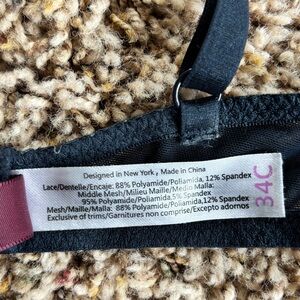 Designed in New York, Made in China
Lace/Dentelle/Encaje: 88% Polyamide/Poliamida, 12% Spandex
Middle Mesh/Milieu Maille/Medio Malla:
95% Polyamide/Poliamida,5% Spandex
Mesh/Maille/Malla: 88% Polyamide/Poliamida,12% Spandex
Exclusive of trims/Garnitures non comprise/Excepto adornos
34C